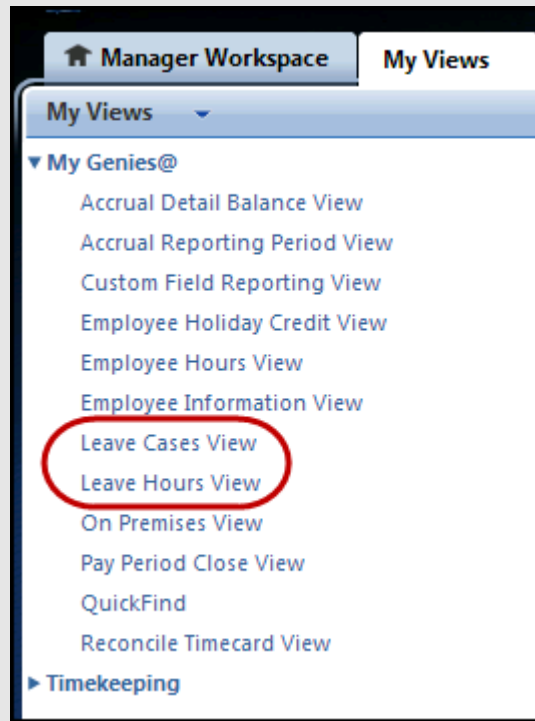 Manager Workspace My Views
My Views
My Genies@
Accrual Detail Balance View
Accrual Reporting Period View
Custom Field Reporting View
Employee Holiday Credit View
Employee Hours View
Employee Information View
Leave Cases View
Leave Hours View
On Premises View
Pay Period Close View
QuickFind
Reconcile Timecard View
Timekeeping